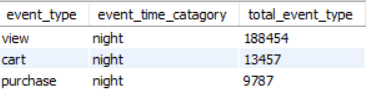 event_type event_time_catagory total_event_type
view night 188454
cart night 13457
purchase night 9787